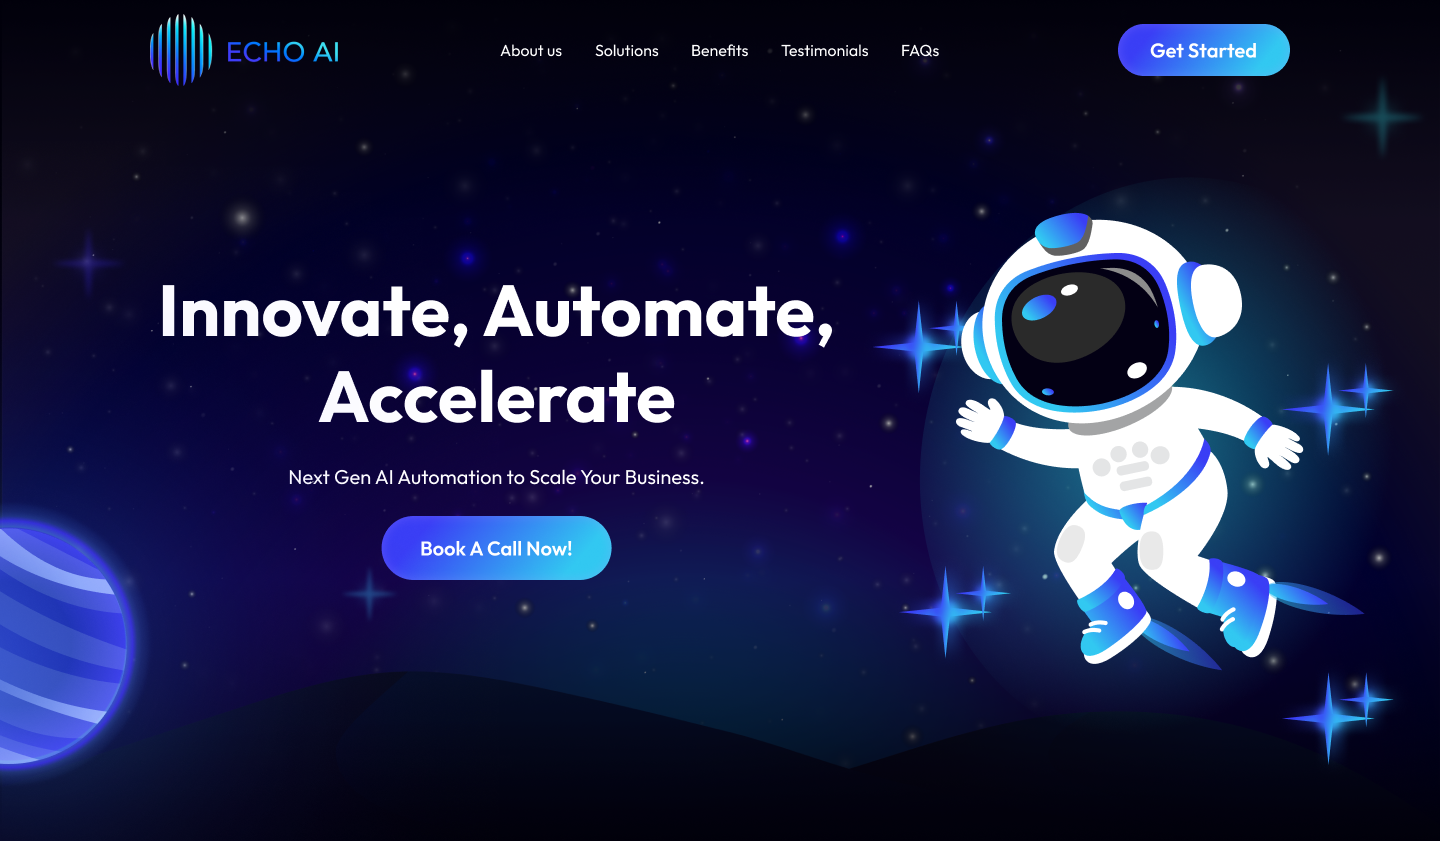 ECHO AI
About us
Solutions
Benefits
Testimonials
FAQs
Get Started
Innovate, Automate,
Accelerate
Next Gen AI Automation to Scale Your Business.
Book A Call Now!